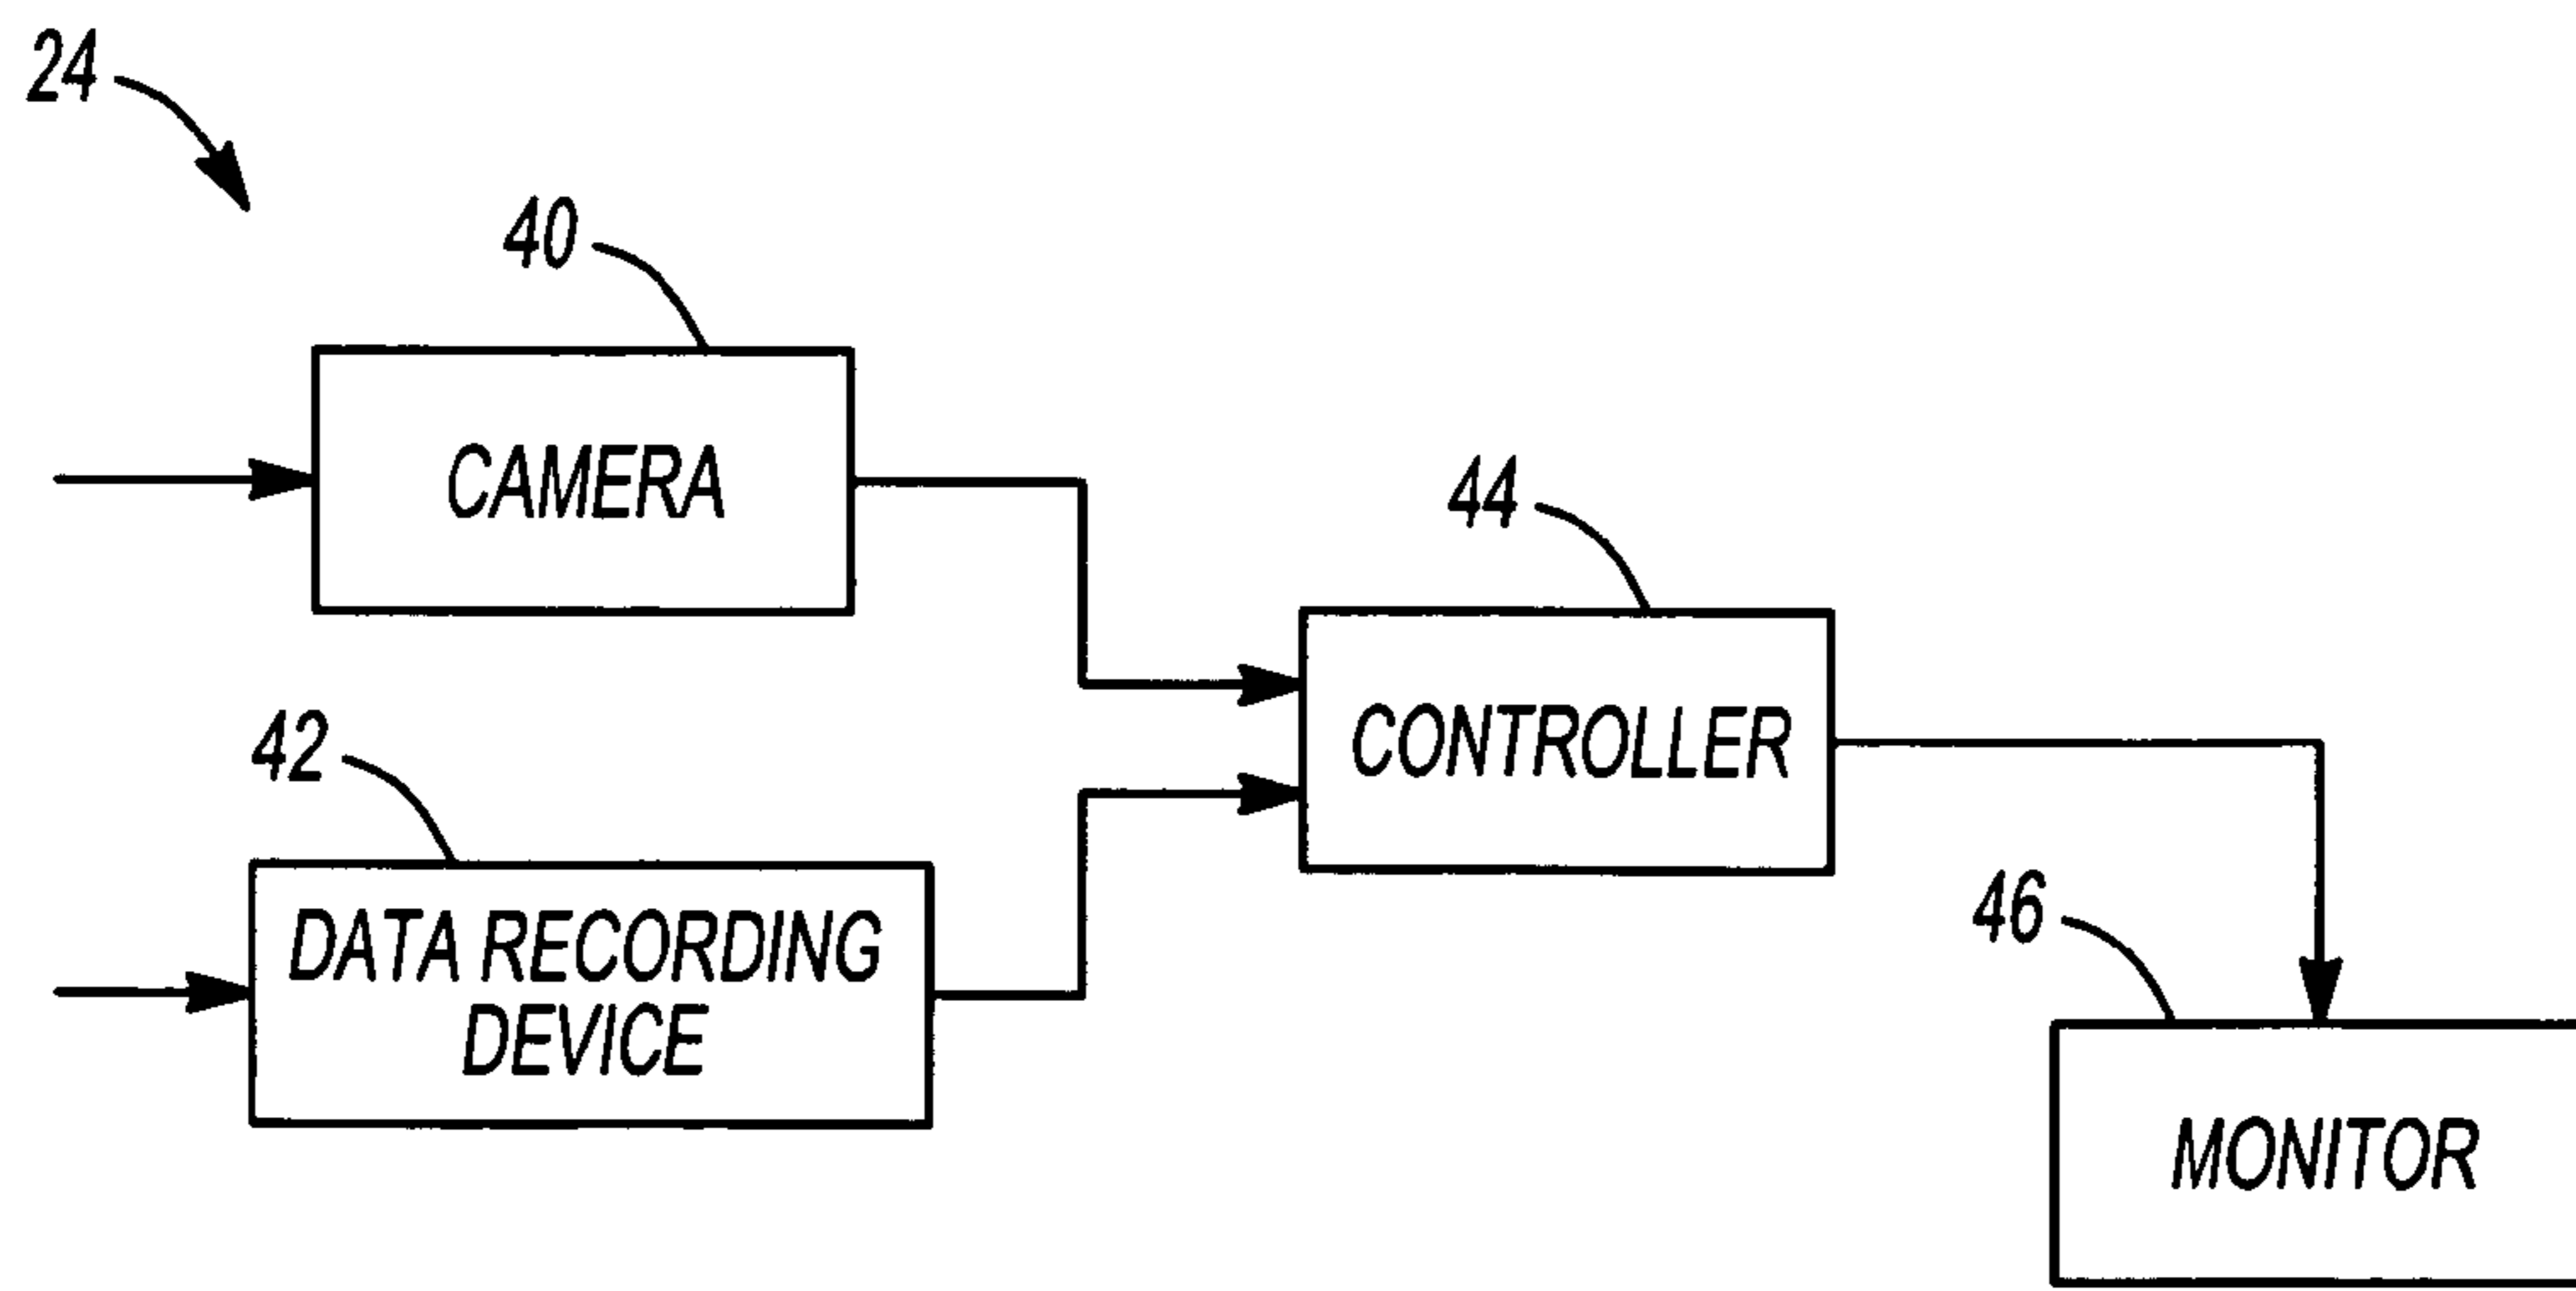 24
40
CAMERA
44
CONTROLLER
42
DATA RECORDING
DEVICE
46
MONITOR